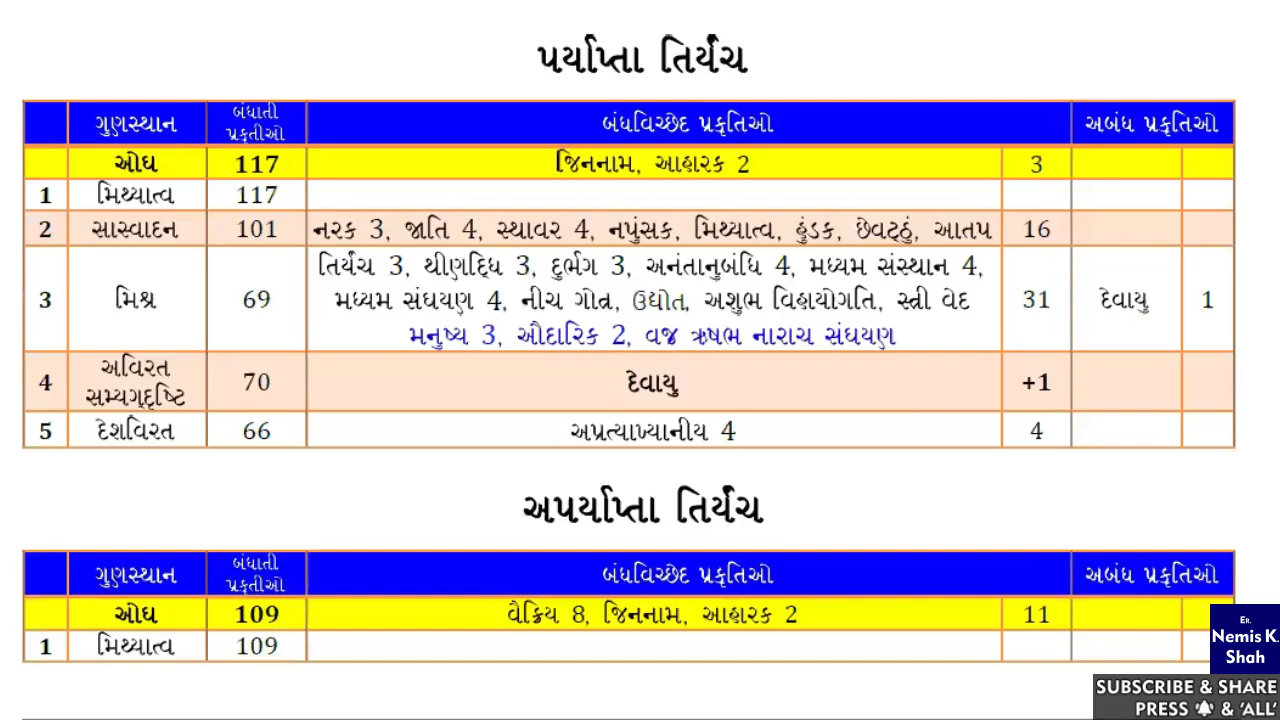 પર્યાપ્તા તિર્યંચ
ગુણસ્થાન બંધાતી પ્રકૃતીઓ બંધવિચ્છેદ પ્રકૃતિઓ અબંધ પ્રકૃતિઓ
ઓઘ 117 જિનનામ, આહારક 2 3
1 મિથ્યાત્વ 117
2 સાસ્વાદન 101 નરક 3, જાતિ 4, સ્થાવર 4, નપુંસક, મિથ્યાત્વ, હુંડક, છેવટ્ઠું, આતપ 16
3 મિશ્ર 69 તિર્યંચ 3, થીણદ્ધિ 3, દુર્ભગ 3, અનંતાનુબંધિ 4, મધ્યમ સંસ્થાન 4,
મધ્યમ સંઘયણ 4, નીચ ગોત્ર, ઉદ્યોત, અશુભ વિહાયોગતિ, સ્ત્રી વેદ 31 દેવાયુ 1
મનુષ્ય 3, ઔદારિક 2, વજ ઋષભ નારાચ સંઘયણ
4 અવિરત સમ્યગ્દૃષ્ટિ 70 દેવાયુ +1
5 દેશવિરત 66 અપ્રત્યાખ્યાનીય 4 4
અપર્યાપ્તા તિર્યંચ
ગુણસ્થાન બંધાતી પ્રકૃતીઓ બંધવિચ્છેદ પ્રકૃતિઓ અબંધ પ્રકૃતિઓ
ઓઘ 109 વૈક્રિય 8, જિનનામ, આહારક 2 11
1 મિથ્યાત્વ 109
Er.
Nemis K.
Shah
SUBSCRIBE & SHARE
PRESS & ‘ALL’